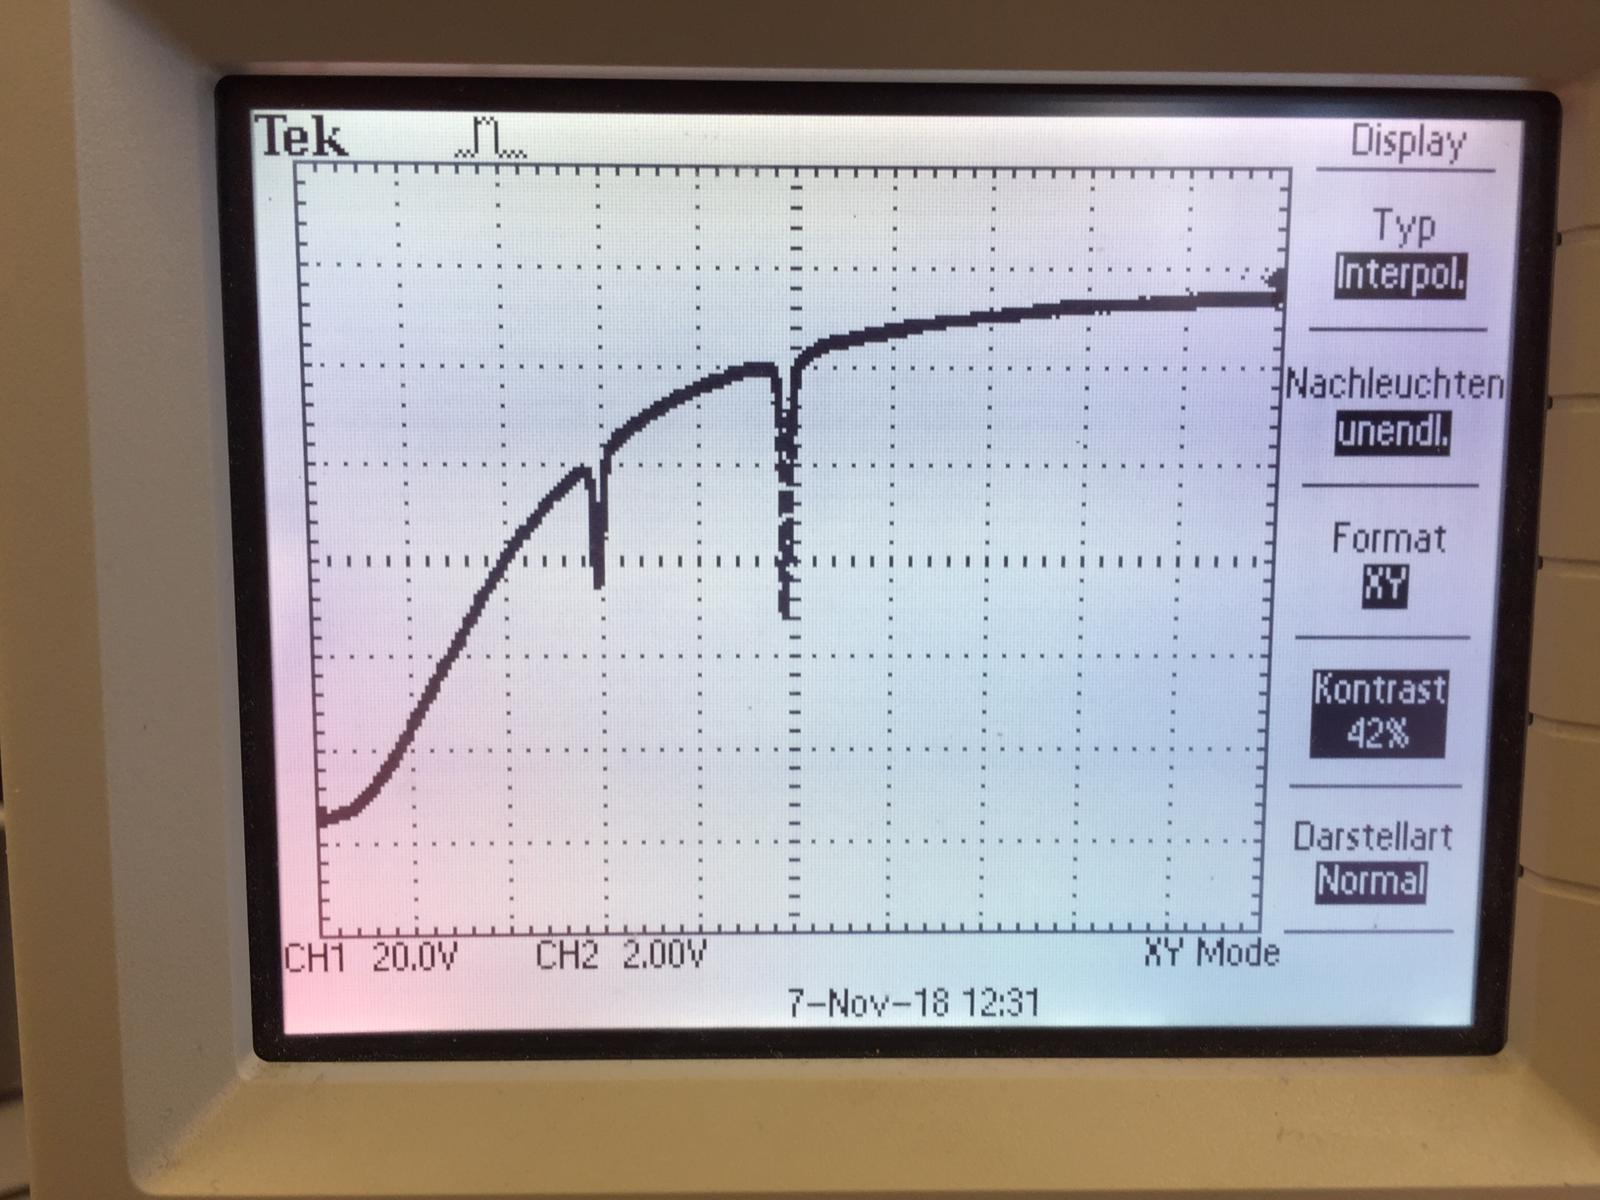 Tek
Display
Typ
Interpol.
Nachleuchten
unendl.
Format
XY
Kontrast
42%
Darstellart
Normal
CH1 20.0V CH2 2.00V XY Mode
7-Nov-18 12:31